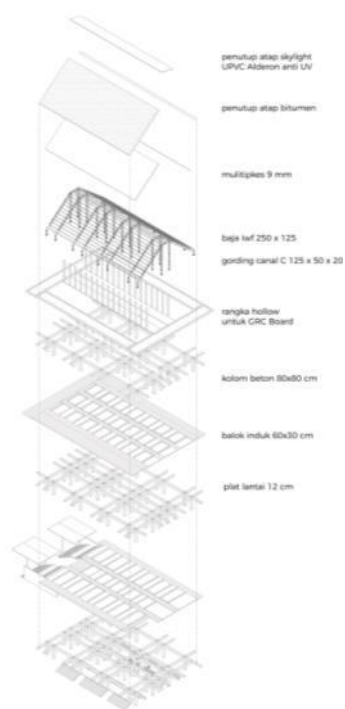 penutup atap skylight
UPVC Alderon anti UV
penutup atap bitumen
mulitipkes 9 mm
baja iwf 250 x 125
gording canal C 125 x 50 x 20
rangka hollow
untuk GRC Board
kolom beton 80x80 cm
balok induk 60x30 cm
plat lantai 12 cm